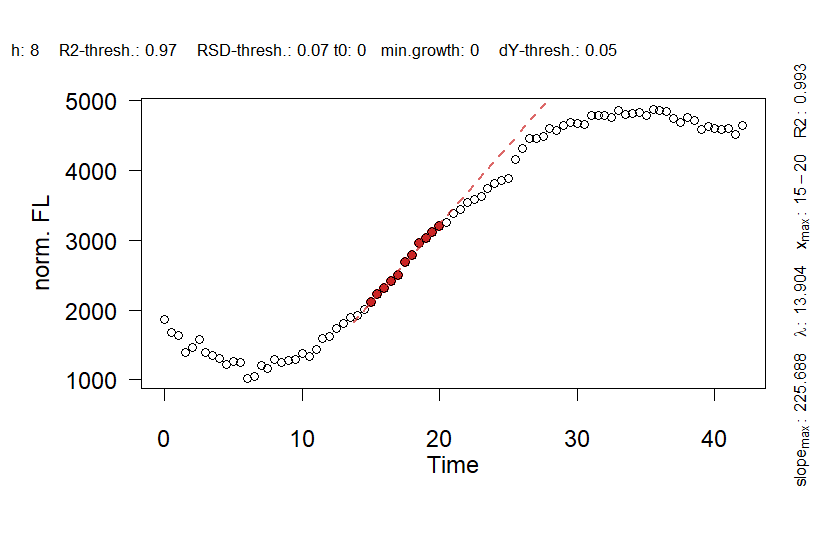 h: 8 R2-thresh.: 0.97 RSD-thresh.: 0.07 t0: 0 min.growth: 0 dY-thresh.: 0.05
5000
4000
3000
2000
1000
norm. FL
0 10 20 30 40
Time
slopemax: 225.688 λ: 13.904 xmax: 15 − 20 R2: 0.993